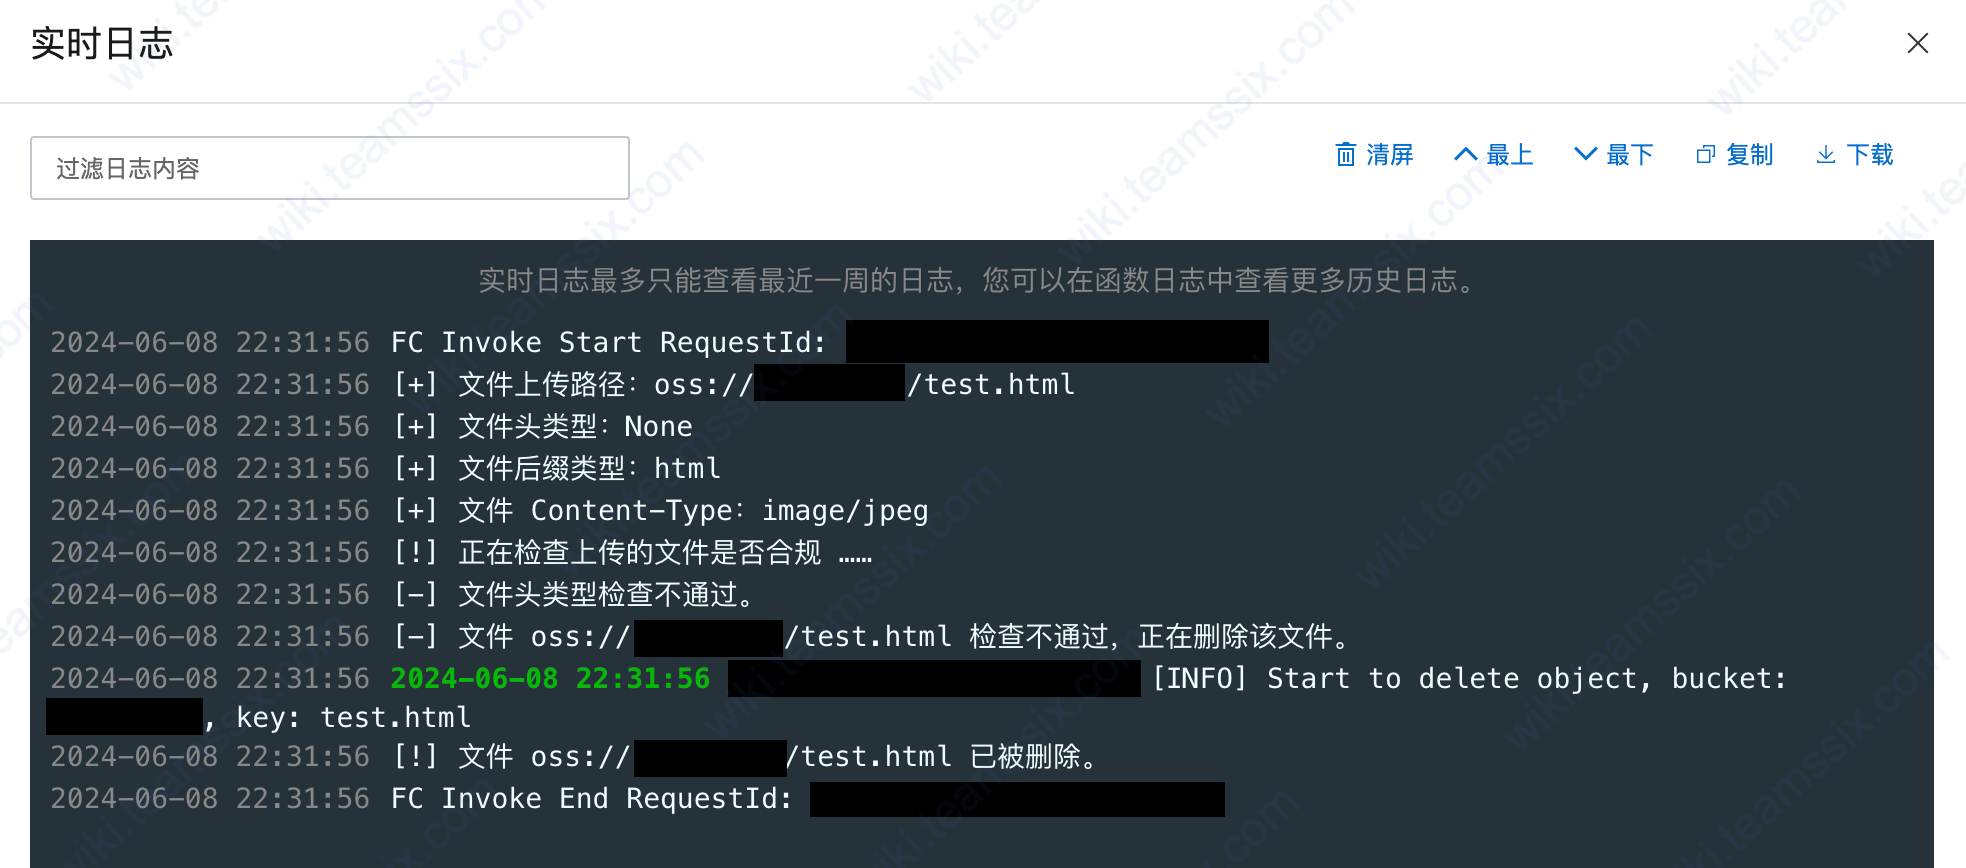 实时日志
过滤日志内容
清屏 最上 最下 复制 下载
实时日志最多只能查看最近一周的日志，您可以在函数日志中查看更多历史日志。
2024-06-08 22:31:56 FC Invoke Start RequestId:
2024-06-08 22:31:56 [+] 文件上传路径：oss:// /test.html
2024-06-08 22:31:56 [+] 文件头类型：None
2024-06-08 22:31:56 [+] 文件后缀类型：html
2024-06-08 22:31:56 [+] 文件 Content-Type：image/jpeg
2024-06-08 22:31:56 [!] 正在检查上传的文件是否合规 ……
2024-06-08 22:31:56 [-] 文件头类型检查不通过。
2024-06-08 22:31:56 [-] 文件 oss:// /test.html 检查不通过，正在删除该文件。
2024-06-08 22:31:56 2024-06-08 22:31:56 [INFO] Start to delete object, bucket:
, key: test.html
2024-06-08 22:31:56 [!] 文件 oss:// /test.html 已被删除。
2024-06-08 22:31:56 FC Invoke End RequestId:
wiki.teamssix.com